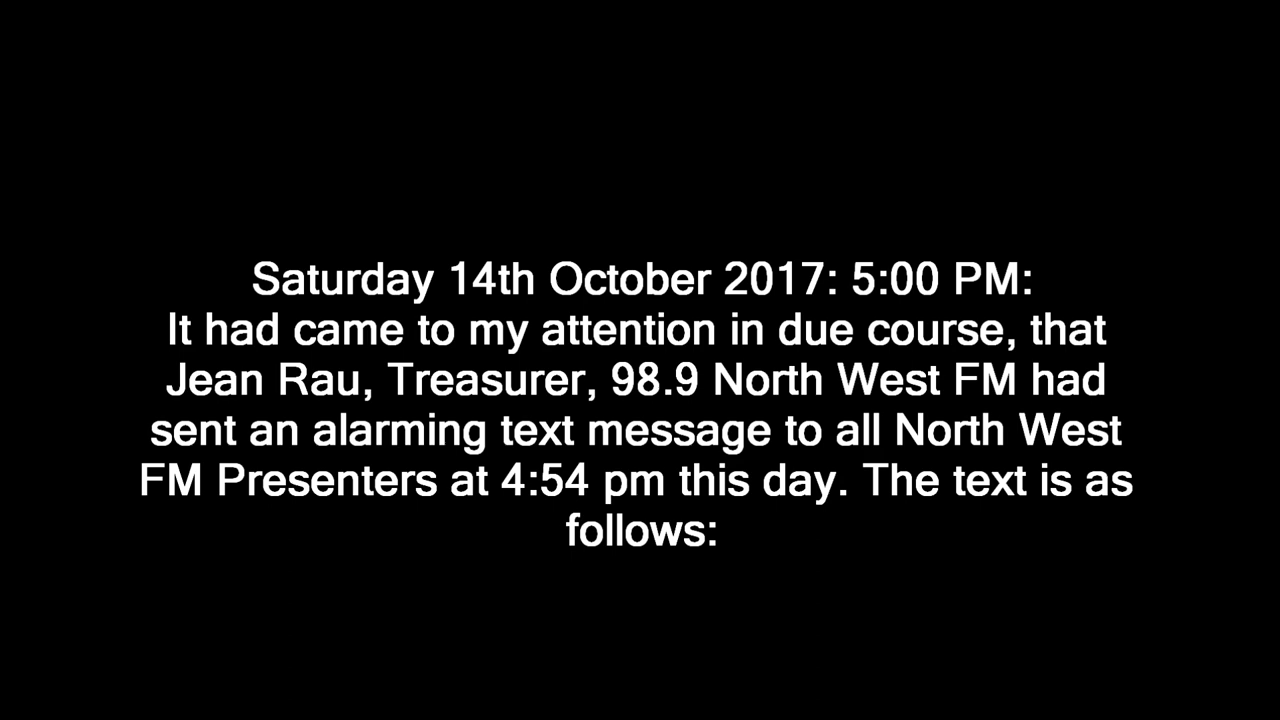 Saturday 14th October 2017: 5:00 PM:
It had came to my attention in due course, that
Jean Rau, Treasurer, 98.9 North West FM had
sent an alarming text message to all North West
FM Presenters at 4:54 pm this day. The text is as
follows: